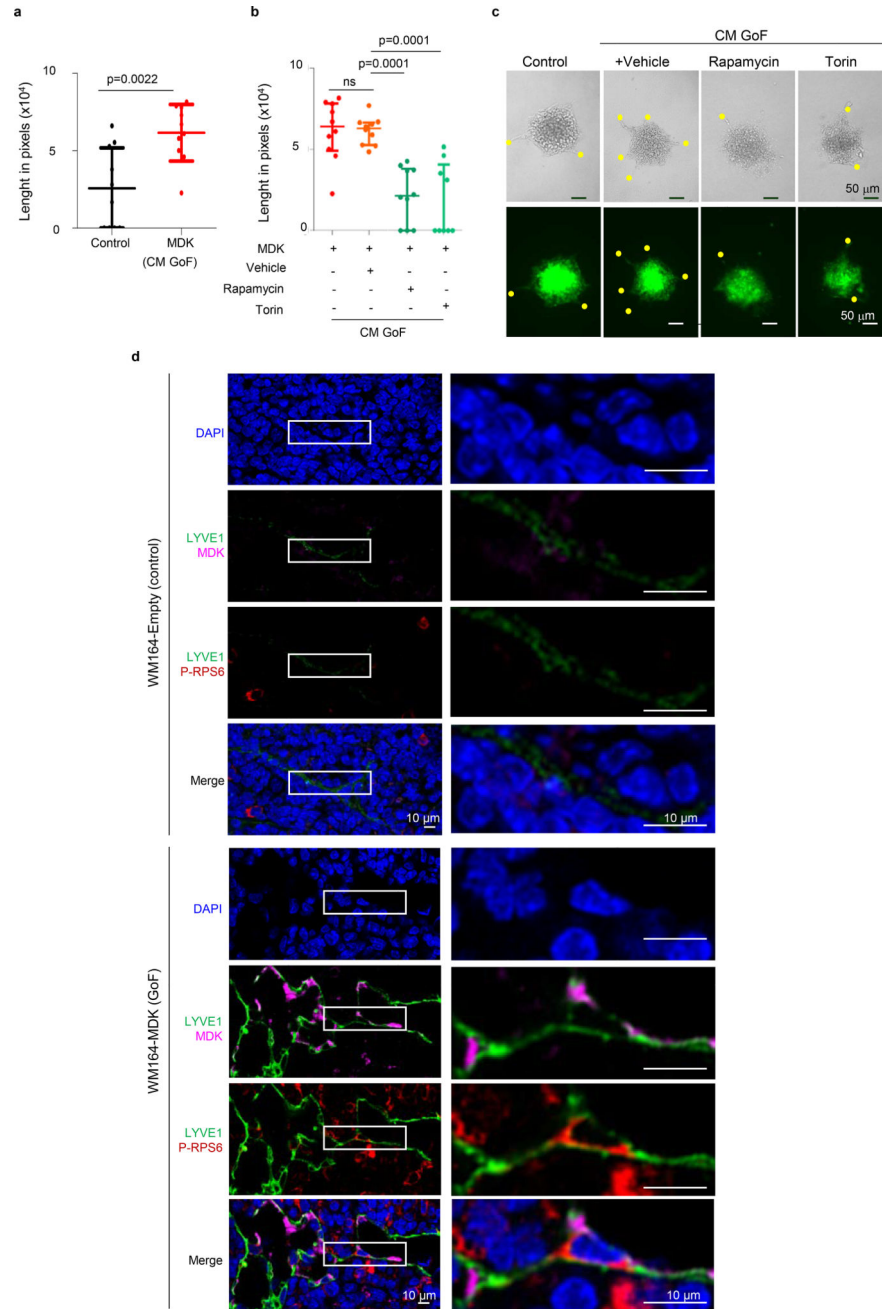 a
p=0.0022
Lenght in pixels (x10⁴)
10
5
0
Control
MDK
(CM GoF)
b
p=0.0001
p=0.0001
ns
Lenght in pixels (x10⁴)
10
5
0
MDK + + + +
Vehicle - + - -
Rapamycin - - + -
Torin - - - +
CM GoF
c
CM GoF
Control +Vehicle Rapamycin Torin
50 µm
50 µm
d
WM164-Empty (control)
DAPI
LYVE1
MDK
LYVE1
P-RPS6
Merge
10 µm
10 µm
WM164-MDK (GoF)
DAPI
LYVE1
MDK
LYVE1
P-RPS6
Merge
10 µm
10 µm